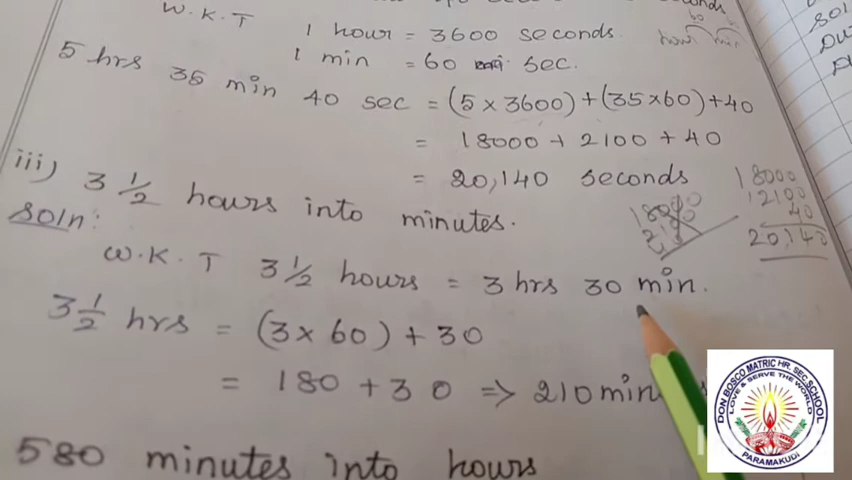 W.K.T 1 hour = 3600 seconds.
1 min = 60 sec.
hour min
5 hrs 35 min 40 sec = (5 x 3600) + (35 x 60) + 40
= 18000 + 2100 + 40
= 20,140 seconds
18000
2100
40
20,140
iii) 3 1/2 hours into minutes.
Soln:
W.K.T 3 1/2 hours = 3 hrs 30 min.
3 1/2 hrs = (3 x 60) + 30
= 180 + 30 => 210 min
580 minutes into hours
DON BOSCO MATRIC HR. SEC SCHOOL
LOVE & SERVE THE WORLD
PARAMAKUDI